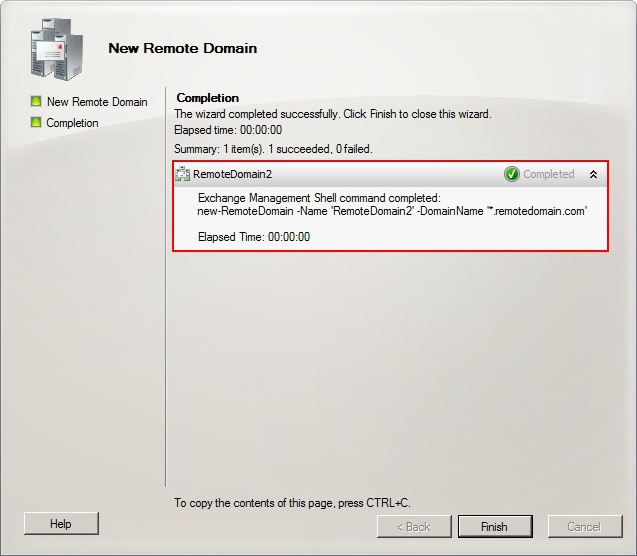 New Remote Domain
New Remote Domain
Completion
Completion
The wizard completed successfully. Click Finish to close this wizard.
Elapsed time: 00:00:00
Summary: 1 item(s). 1 succeeded, 0 failed.
RemoteDomain2 Completed
Exchange Management Shell command completed:
new-RemoteDomain -Name 'RemoteDomain2' -DomainName '*.remotedomain.com'
Elapsed Time: 00:00:00
To copy the contents of this page, press CTRL+C.
Help < Back Finish Cancel